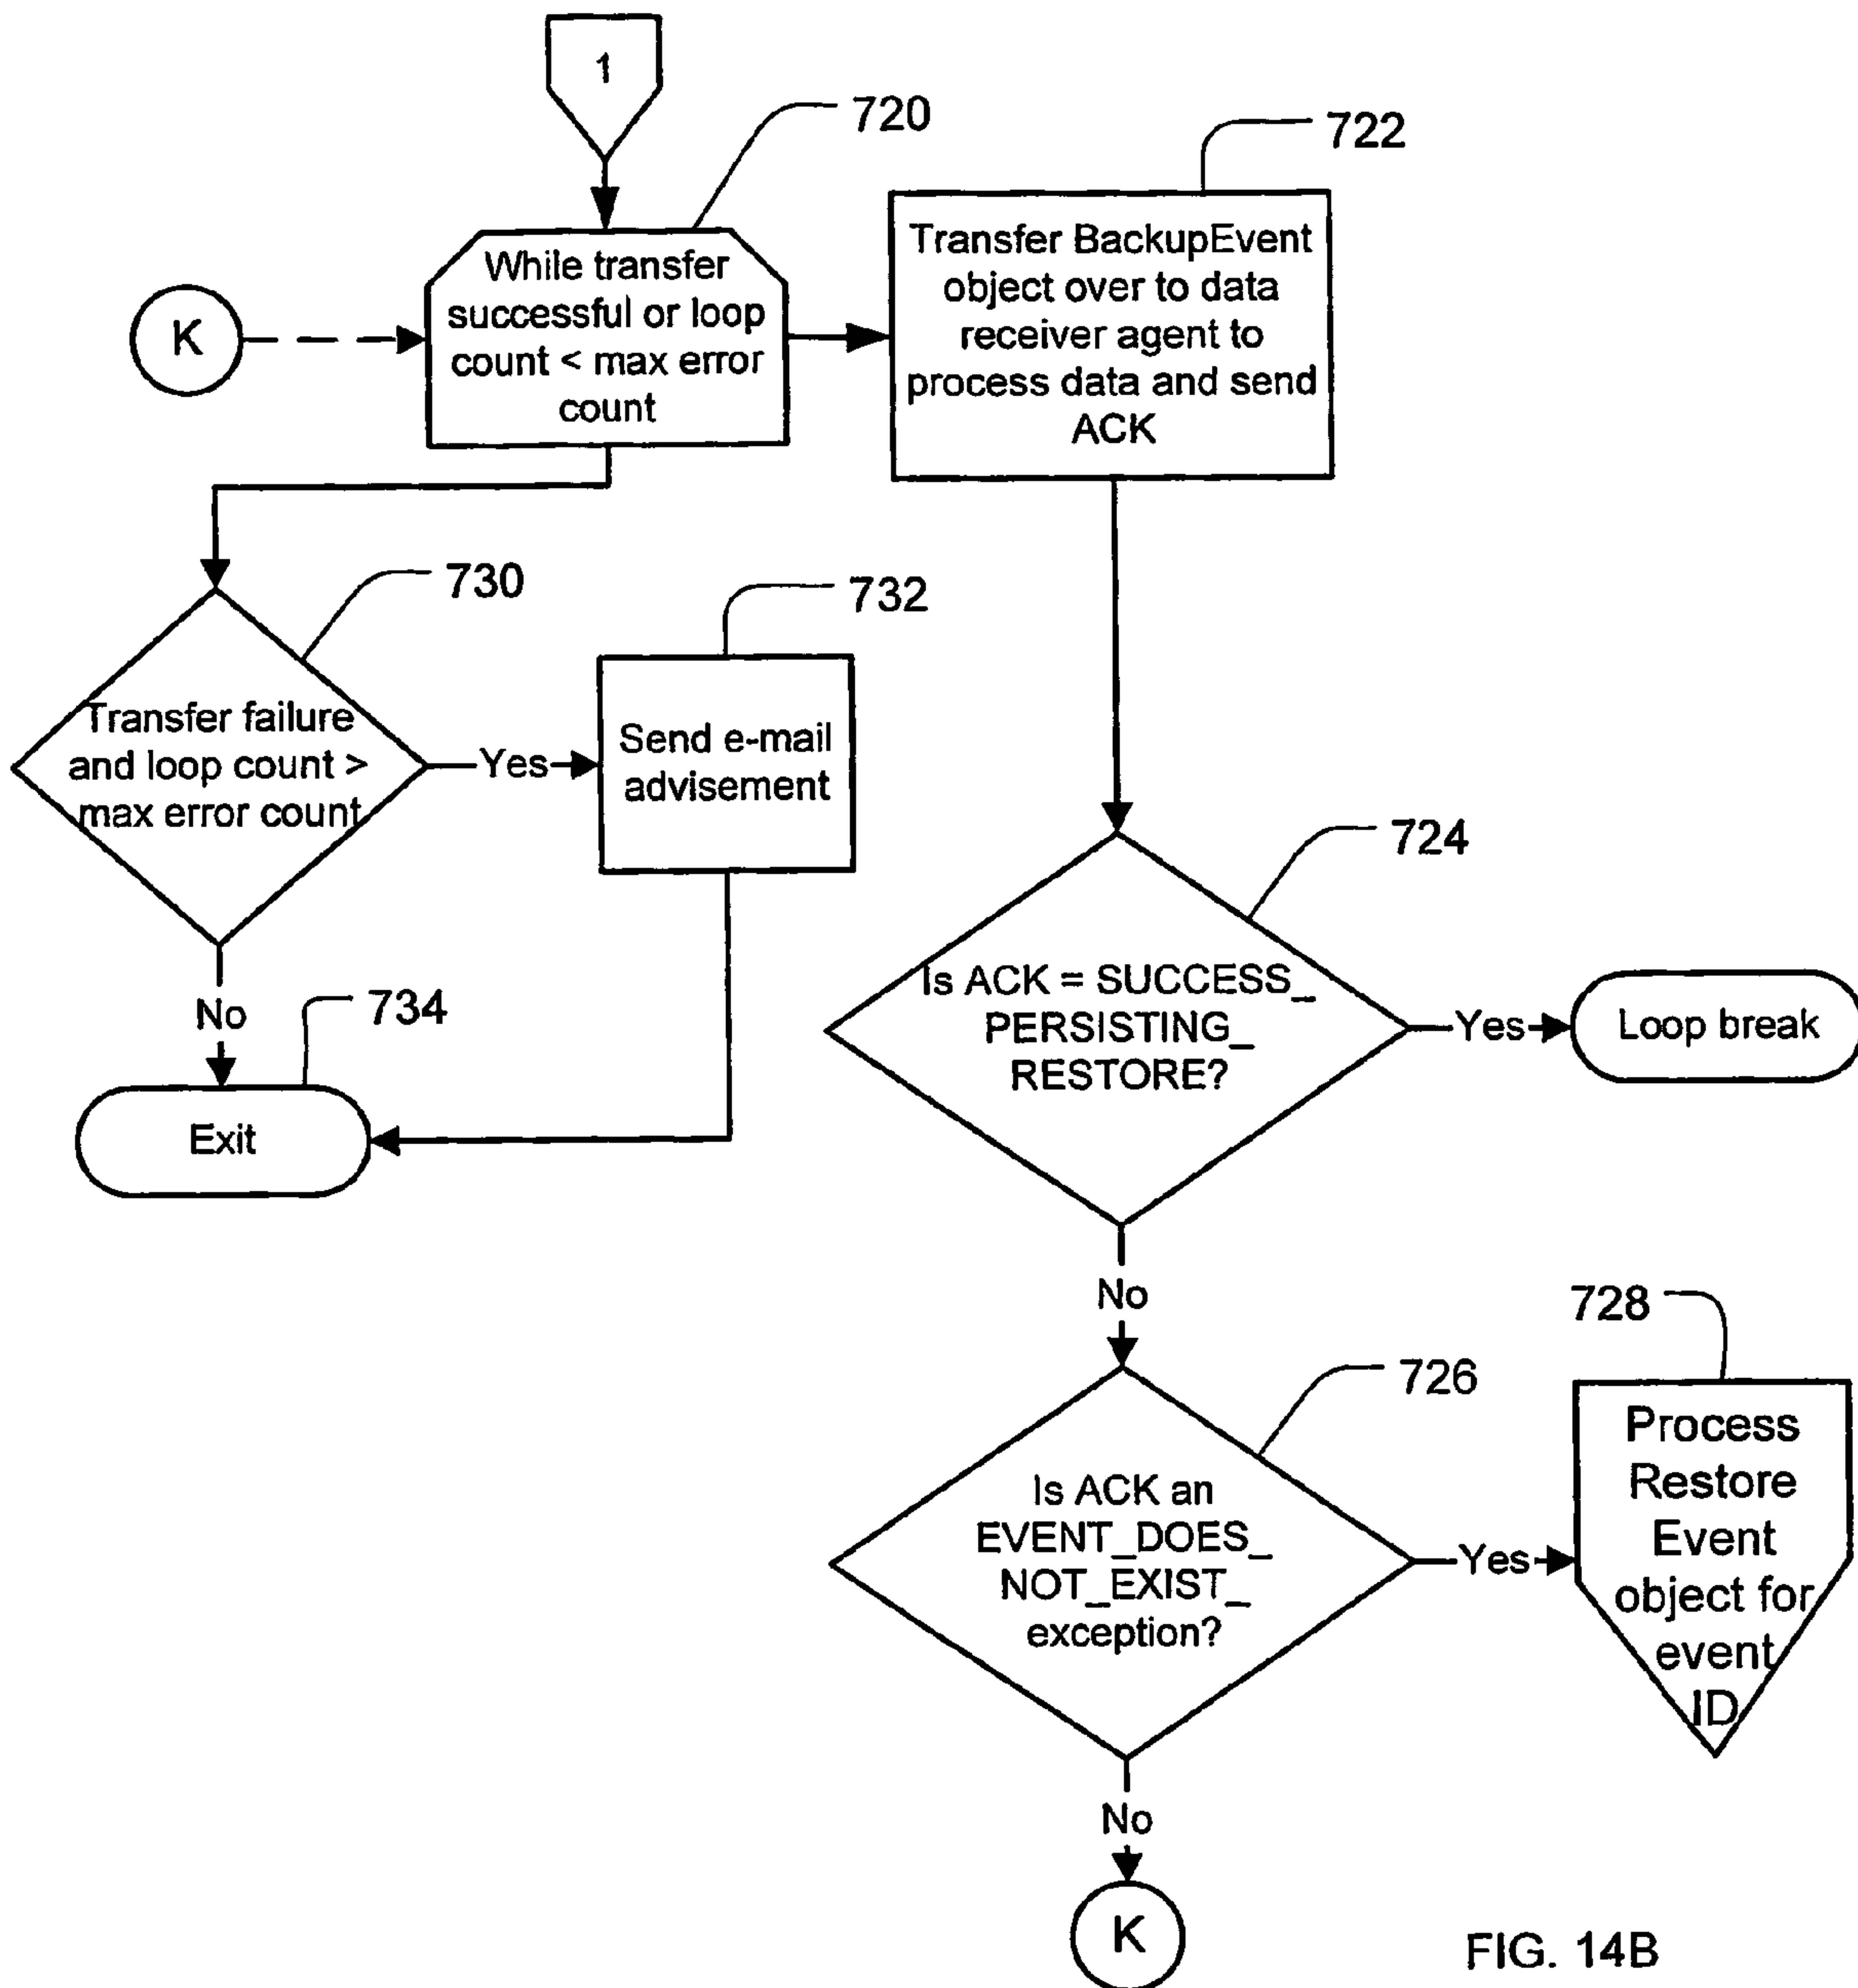 1
720
722
While transfer
successful or loop
count < max error
count
Transfer BackupEvent
object over to data
receiver agent to
process data and send
ACK
K
730
732
Transfer failure
and loop count >
max error count
Yes
Send e-mail
advisement
724
No
734
Exit
Is ACK = SUCCESS_
PERSISTING_
RESTORE?
Yes
Loop break
No
728
726
Is ACK an
EVENT_DOES_
NOT_EXIST_
exception?
Yes
Process
Restore
Event
object for
event
ID
No
K
FIG. 14B